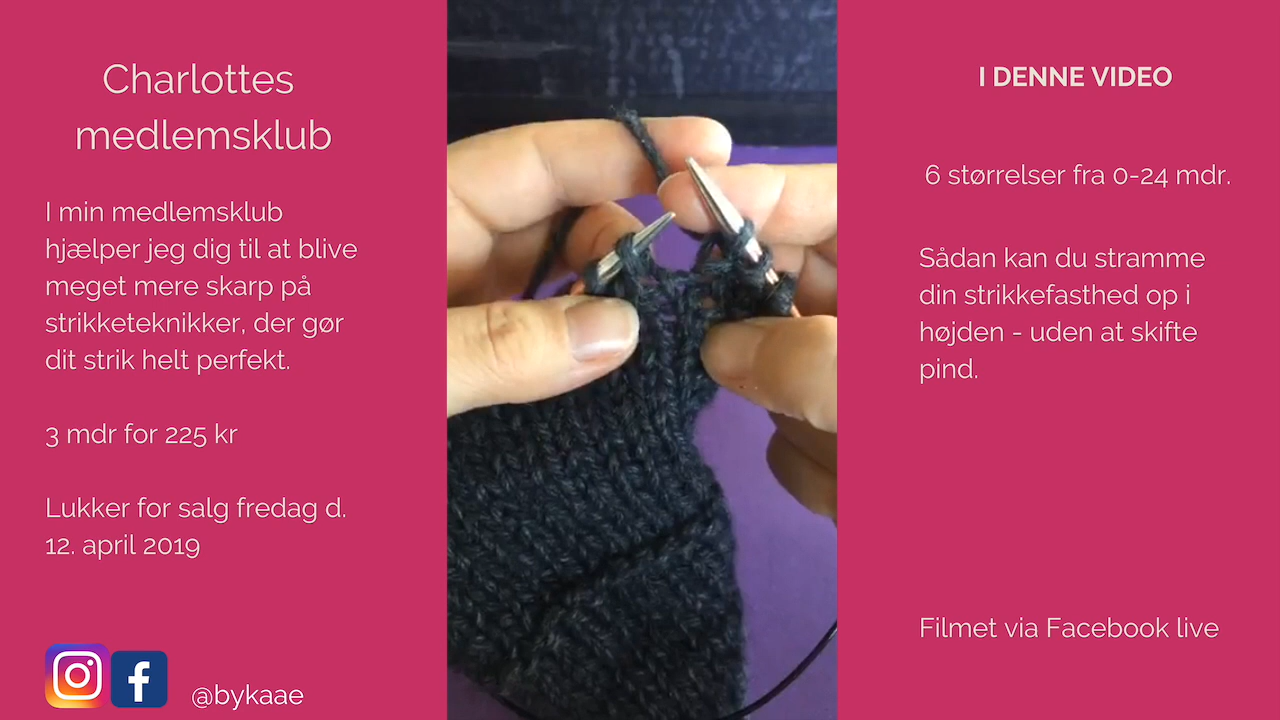 Charlottes
medlemsklub
I min medlemsklub
hjælper jeg dig til at blive
meget mere skarp på
strikketeknikker, der gør
dit strik helt perfekt.
3 mdr for 225 kr
Lukker for salg fredag d.
12. april 2019
@bykaae
I DENNE VIDEO
6 størrelser fra 0-24 mdr.
Sådan kan du stramme
din strikkefasthed op i
højden - uden at skifte
pind.
Filmet via Facebook live